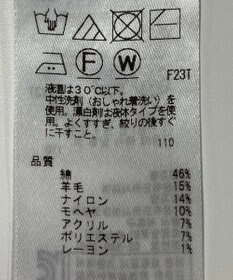 F W
F23T
液温は30℃以下。
中性洗剤(おしゃれ着洗い)を
使用。漂白剤は液体タイプを使
用。よくすすぎ、絞りの後すぐ
に干すこと。
110
品質
綿 46%
羊毛 15%
ナイロン 14%
モヘヤ 10%
アクリル 7%
ポリエステル 7%
レーヨン 1%